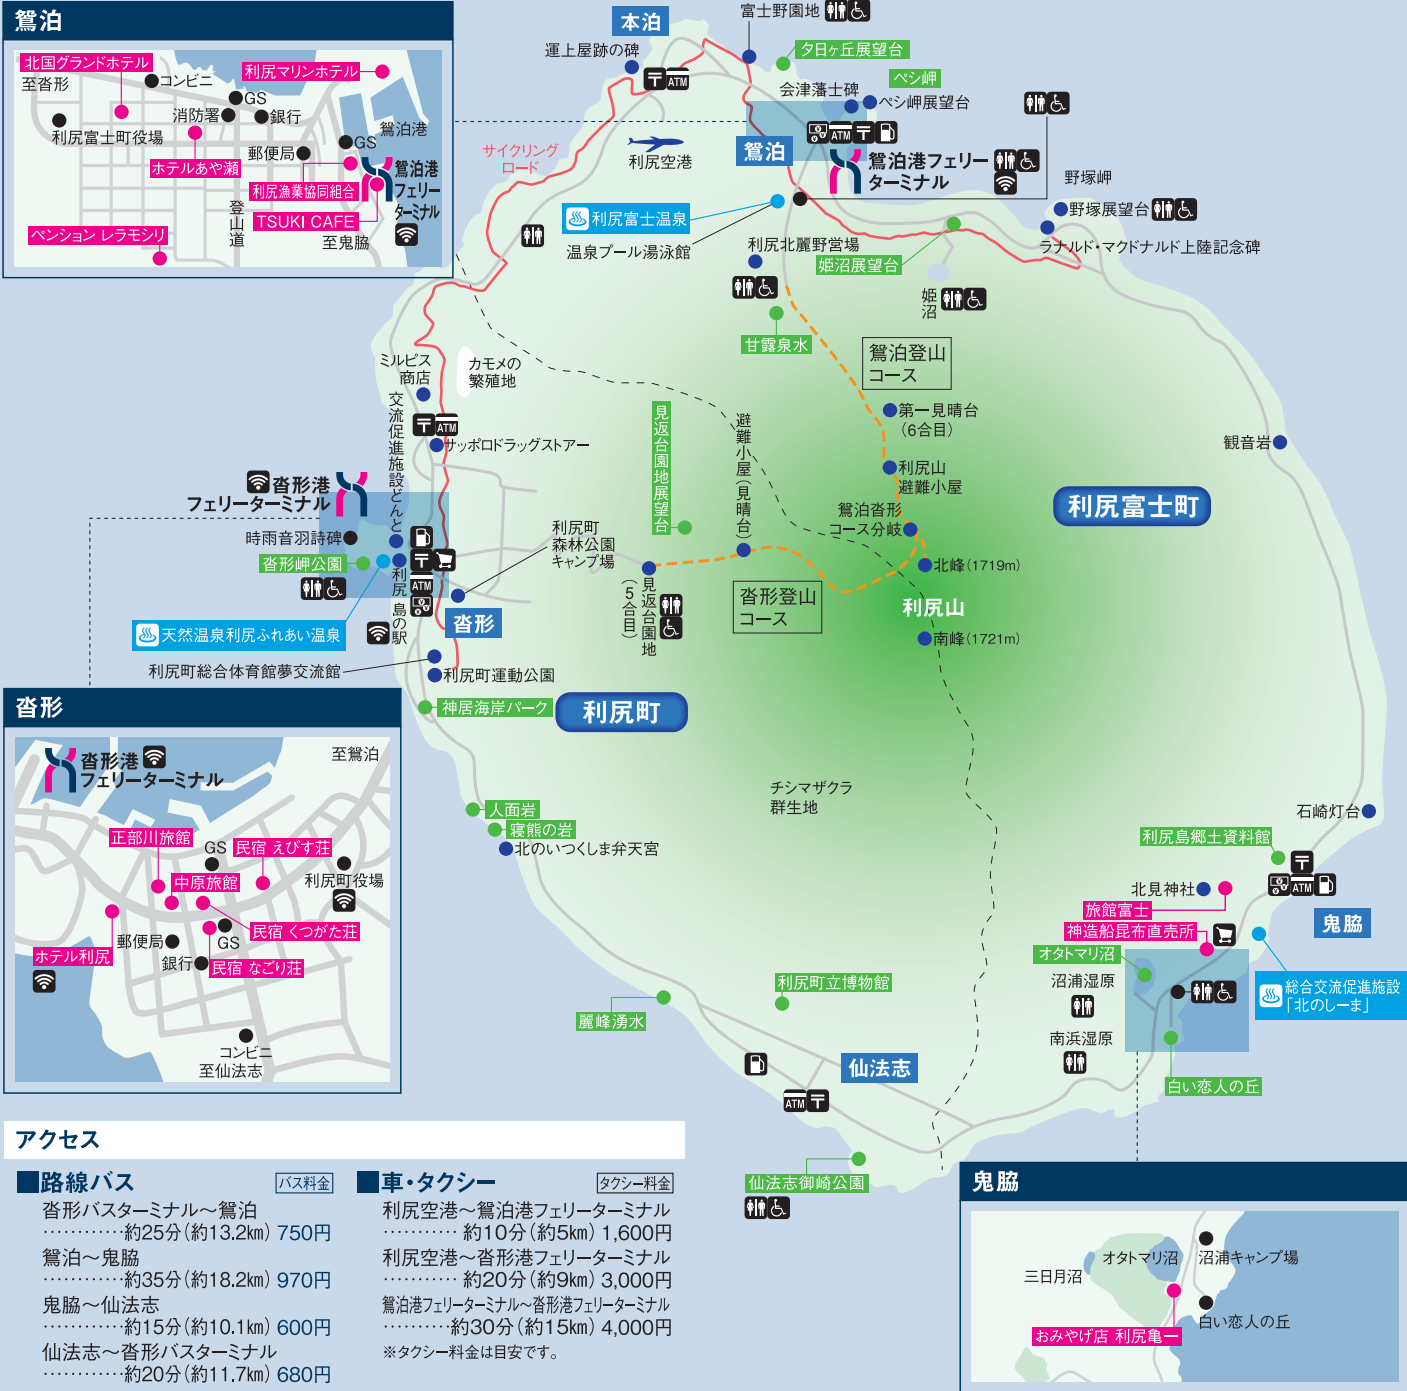 鴛泊
北国グランドホテル
至沓形
コンビニ
利尻マリンホテル
GS
消防署
銀行
利尻富士町役場
鴛泊港
GS
郵便局
ホテルあや瀬
利尻漁業協同組合
鴛泊港
フェリー
ターミナル
登山道
TSUKI CAFE
ペンション レラモシリ
至鬼脇
本泊
富士野園地
運上屋跡の碑
ATM
夕日ヶ丘展望台
ペシ岬
会津藩士碑
ペシ岬展望台
ATM
サイクリング
ロード
利尻空港
鴛泊
鴛泊港フェリー
ターミナル
野塚岬
野塚展望台
利尻富士温泉
温泉プール湯泳館
利尻北麓野営場
ラナルド・マクドナルド上陸記念碑
姫沼展望台
姫沼
甘露泉水
鴛泊登山
コース
ミルピス
商店
カモメの
繁殖地
交流促進施設どんと
ATM
サッポロドラッグストアー
見返台園地展望台
避難小屋(見晴台)
第一見晴台
(6合目)
観音岩
利尻山
避難小屋
利尻富士町
沓形港
フェリーターミナル
鴛泊沓形
コース分岐
時雨音羽詩碑
利尻町
森林公園
キャンプ場
沓形岬公園
利尻島の駅
ATM
北峰(1719m)
見返台園地
(5合目)
沓形登山
コース
利尻山
沓形
天然温泉利尻ふれあい温泉
南峰(1721m)
利尻町総合体育館夢交流館
利尻町運動公園
神居海岸パーク
利尻町
沓形
沓形港
フェリーターミナル
至鴛泊
正部川旅館
GS
民宿 えびす荘
中原旅館
利尻町役場
民宿 くつがた荘
郵便局
GS
ホテル利尻
銀行
民宿 なごり荘
コンビニ
至仙法志
チシマザクラ
群生地
人面岩
寝熊の岩
北のいつくしま弁天宮
石崎灯台
利尻島郷土資料館
ATM
北見神社
旅館富士
鬼脇
神造船昆布直売所
オタトマリ沼
沼浦湿原
総合交流促進施設
「北のしーま」
利尻町立博物館
麗峰湧水
南浜湿原
仙法志
白い恋人の丘
ATM
仙法志御崎公園
アクセス
■路線バス バス料金
沓形バスターミナル～鴛泊
…………約25分(約13.2km) 750円
鴛泊～鬼脇
…………約35分(約18.2km) 970円
鬼脇～仙法志
…………約15分(約10.1km) 600円
仙法志～沓形バスターミナル
…………約20分(約11.7km) 680円
■車・タクシー タクシー料金
利尻空港～鴛泊港フェリーターミナル
…………約10分(約5km) 1,600円
利尻空港～沓形港フェリーターミナル
…………約20分(約9km) 3,000円
鴛泊港フェリーターミナル～沓形港フェリーターミナル
…………約30分(約15km) 4,000円
※タクシー料金は目安です。
鬼脇
オタトマリ沼
沼浦キャンプ場
三日月沼
白い恋人の丘
おみやげ店 利尻亀一